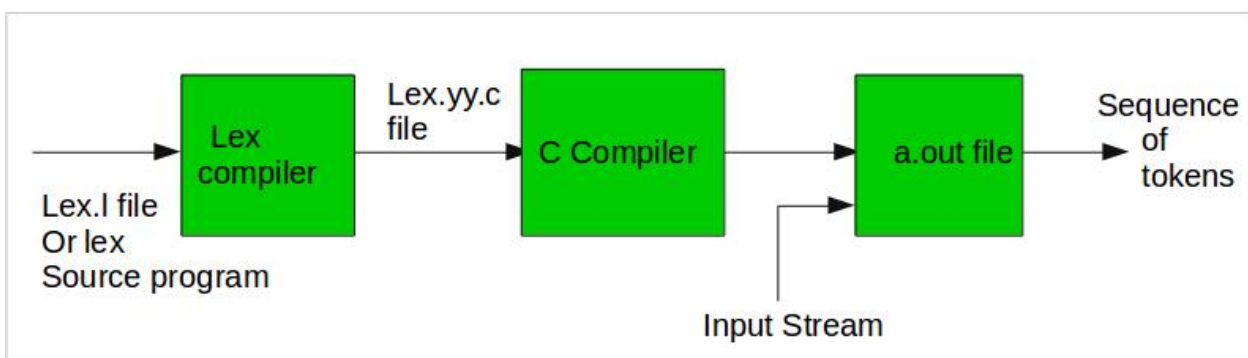 Lex.l file
Or lex
Source program
Lex
compiler
Lex.yy.c
file
C Compiler
a.out file
Input Stream
Sequence
of
tokens